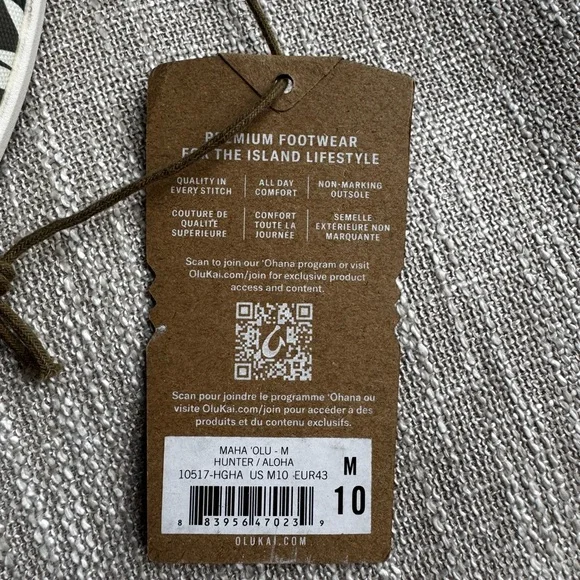 PREMIUM FOOTWEAR
FOR THE ISLAND LIFESTYLE
QUALITY IN
EVERY STITCH
ALL DAY
COMFORT
NON-MARKING
OUTSOLE
COUTURE DE
QUALITÉ
SUPERIEURE
CONFORT
TOUTE LA
JOURNÉE
SEMELLE
EXTÉRIEURE NON
MARQUANTE
Scan to join our 'Ohana program or visit
OluKai.com/join for exclusive product
access and content.
Scan pour joindre le programme 'Ohana ou
visite OluKai.com/join pour accéder à des
produits et du contenu exclusifs.
MAHA 'OLU - M
HUNTER / ALOHA
10517-HGHA US M10 -EUR43
M
10
8 83956 47023 9
OLUKAI.COM